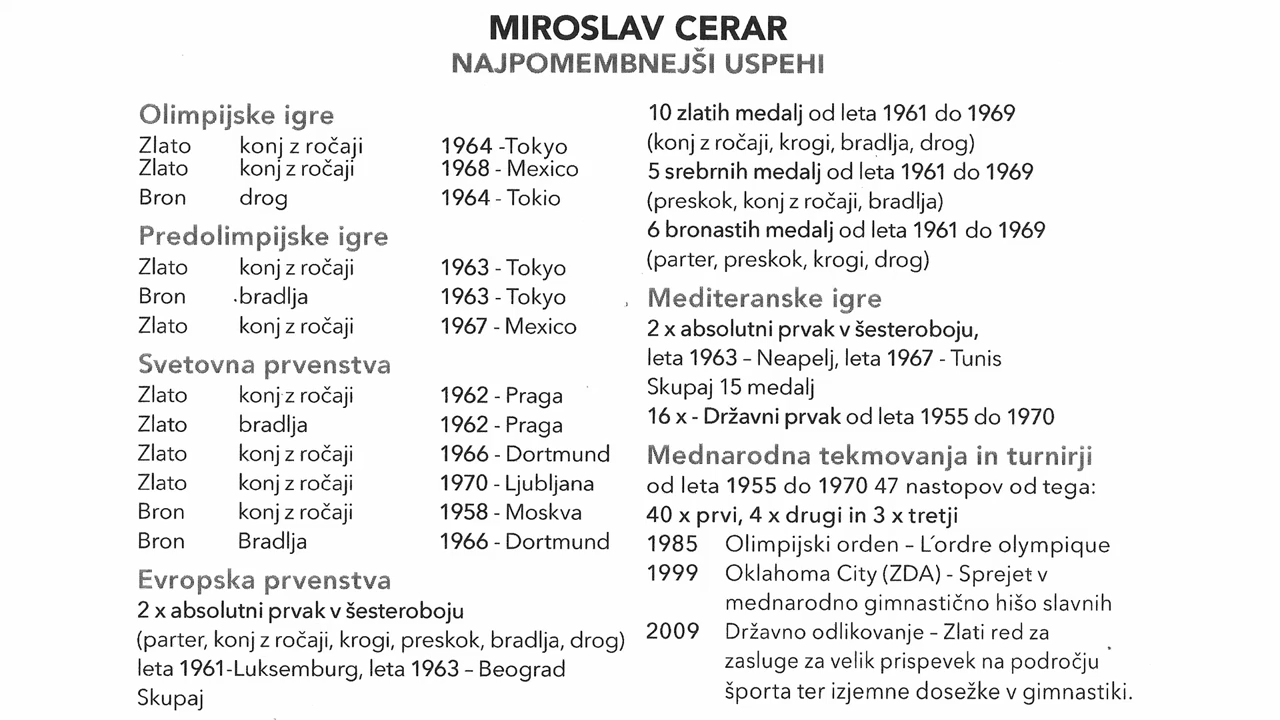 MIROSLAV CERAR
NAJPOMEMBNEJŠI USPEHI
Olimpijske igre
Zlato konj z ročaji 1964 -Tokyo
Zlato konj z ročaji 1968 - Mexico
Bron drog 1964 - Tokio
Predolimpijske igre
Zlato konj z ročaji 1963 - Tokyo
Bron bradlja 1963 - Tokyo
Zlato konj z ročaji 1967 - Mexico
Svetovna prvenstva
Zlato konj z ročaji 1962 - Praga
Zlato bradlja 1962 - Praga
Zlato konj z ročaji 1966 - Dortmund
Zlato konj z ročaji 1970 - Ljubljana
Bron konj z ročaji 1958 - Moskva
Bron Bradlja 1966 - Dortmund
Evropska prvenstva
2 x absolutni prvak v šesteroboju
(parter, konj z ročaji, krogi, preskok, bradlja, drog)
leta 1961-Luksemburg, leta 1963 – Beograd
Skupaj
10 zlatih medalj od leta 1961 do 1969
(konj z ročaji, krogi, bradlja, drog)
5 srebrnih medalj od leta 1961 do 1969
(preskok, konj z ročaji, bradlja)
6 bronastih medalj od leta 1961 do 1969
(parter, preskok, krogi, drog)
Mediteranske igre
2 x absolutni prvak v šesteroboju,
leta 1963 – Neapelj, leta 1967 - Tunis
Skupaj 15 medalj
16 x - Državni prvak od leta 1955 do 1970
Mednarodna tekmovanja in turnirji
od leta 1955 do 1970 47 nastopov od tega:
40 x prvi, 4 x drugi in 3 x tretji
1985 Olimpijski orden – L´ordre olympique
1999 Oklahoma City (ZDA) - Sprejet v
mednarodno gimnastično hišo slavnih
2009 Državno odlikovanje – Zlati red za
zasluge za velik prispevek na področju
športa ter izjemne dosežke v gimnastiki.